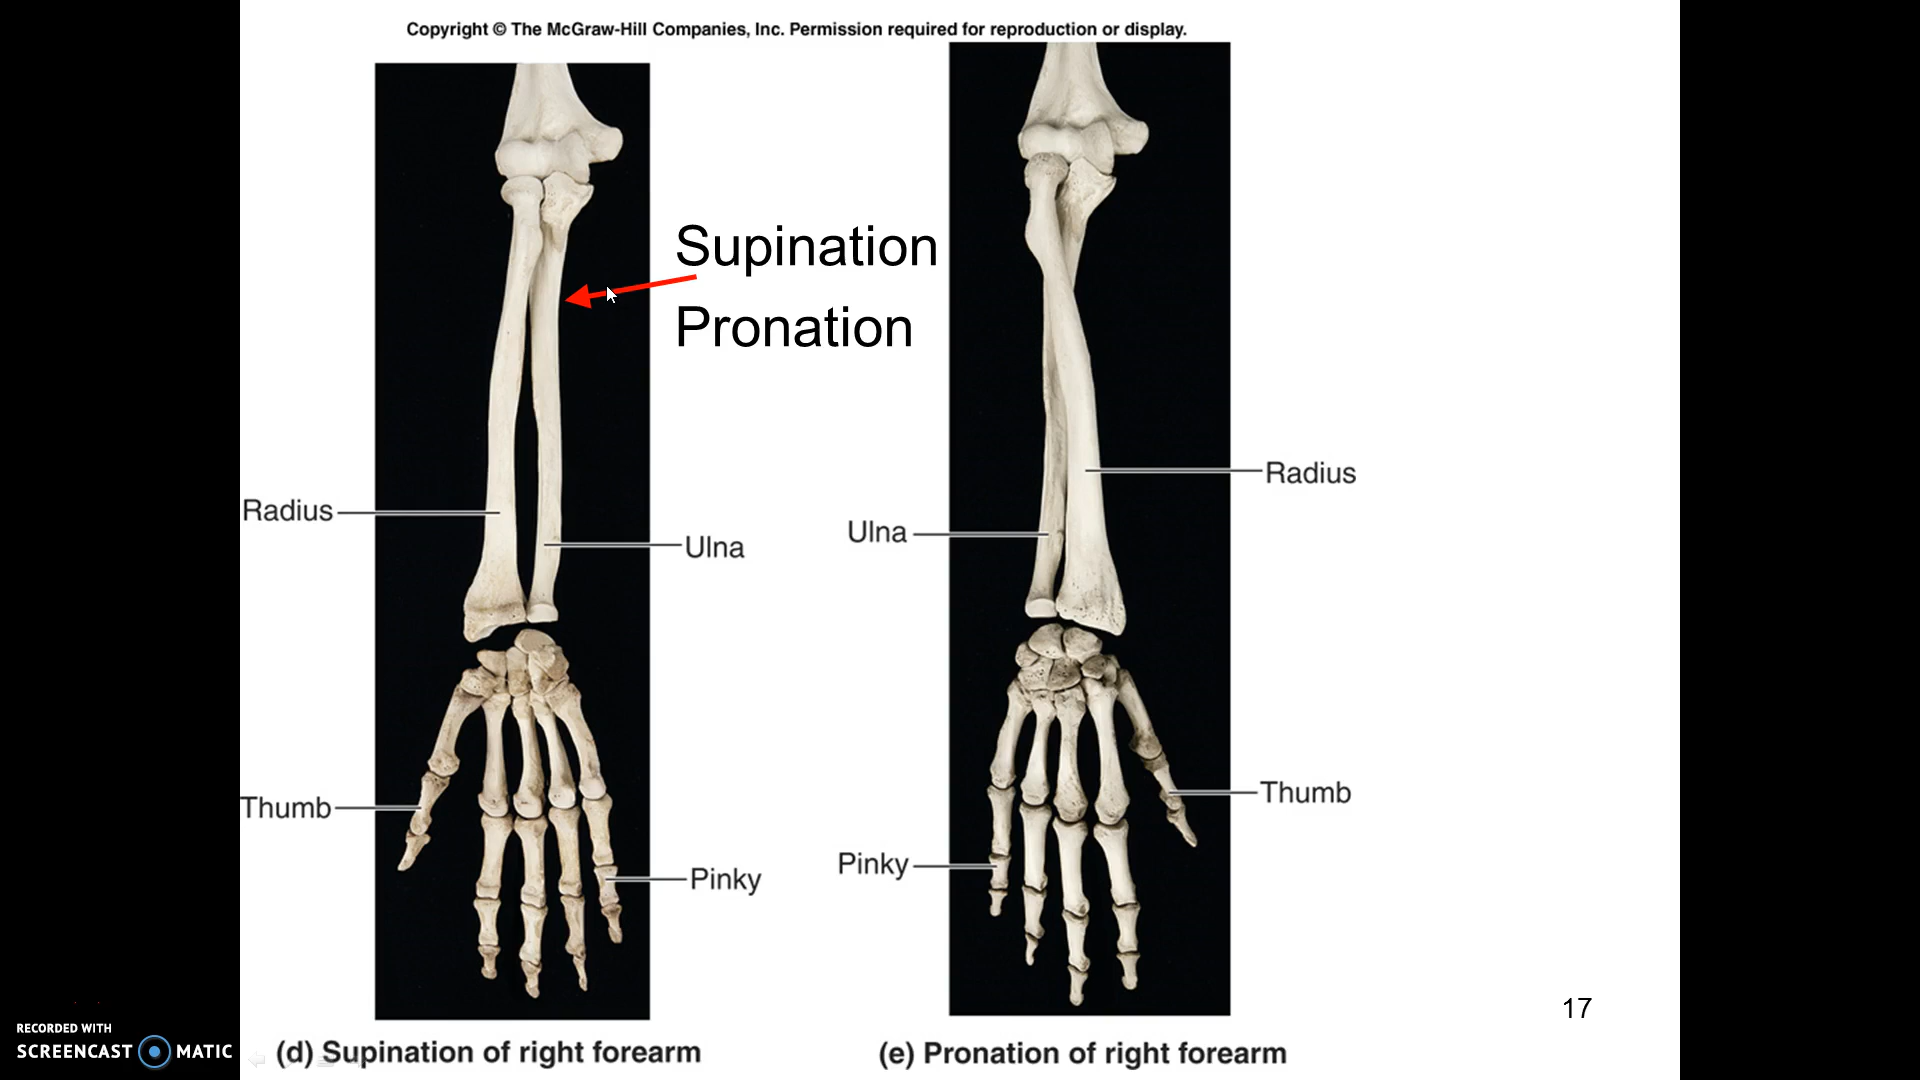 Copyright © The McGraw-Hill Companies, Inc. Permission required for reproduction or display.
Supination
Pronation
Radius
Ulna
Thumb
Pinky
Radius
Ulna
Thumb
Pinky
17
(d) Supination of right forearm
(e) Pronation of right forearm
RECORDED WITH
SCREENCAST MATIC